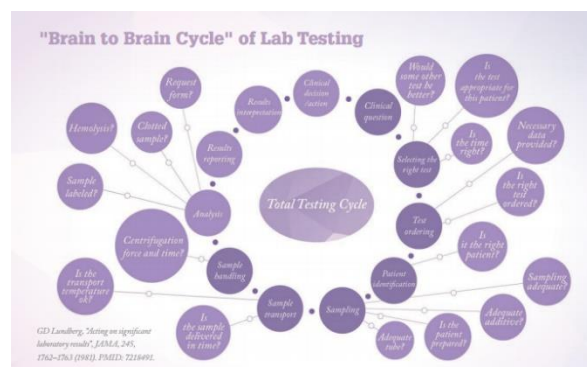 "Brain to Brain Cycle" of Lab Testing
Request
form?
Results
interpretation
Clinical decision
/action
Clinical
question
Would
some other
test be
better?
Is
the test
appropriate for
this patient?
Hemolysis?
Clotted
sample?
Results
reporting
Selecting the
right test
Is
the time
right?
Necessary
data
provided?
Sample
labeled?
Analysis
Total Testing Cycle
Test
ordering
Is
the right
test
ordered?
Centrifugation
force and time?
Sample
handling
Patient
identification
Is
it the right
patient?
Is the
transport
temperature
ok?
Sample
transport
Sampling
Sampling
adequate?
Is
the sample
delivered
in time?
Adequate
tube?
Is the
patient
prepared?
Adequate
additive?
GD Lundberg, "Acting on significant
laboratory results", JAMA, 245,
1762–1763 (1981). PMID: 7218491.